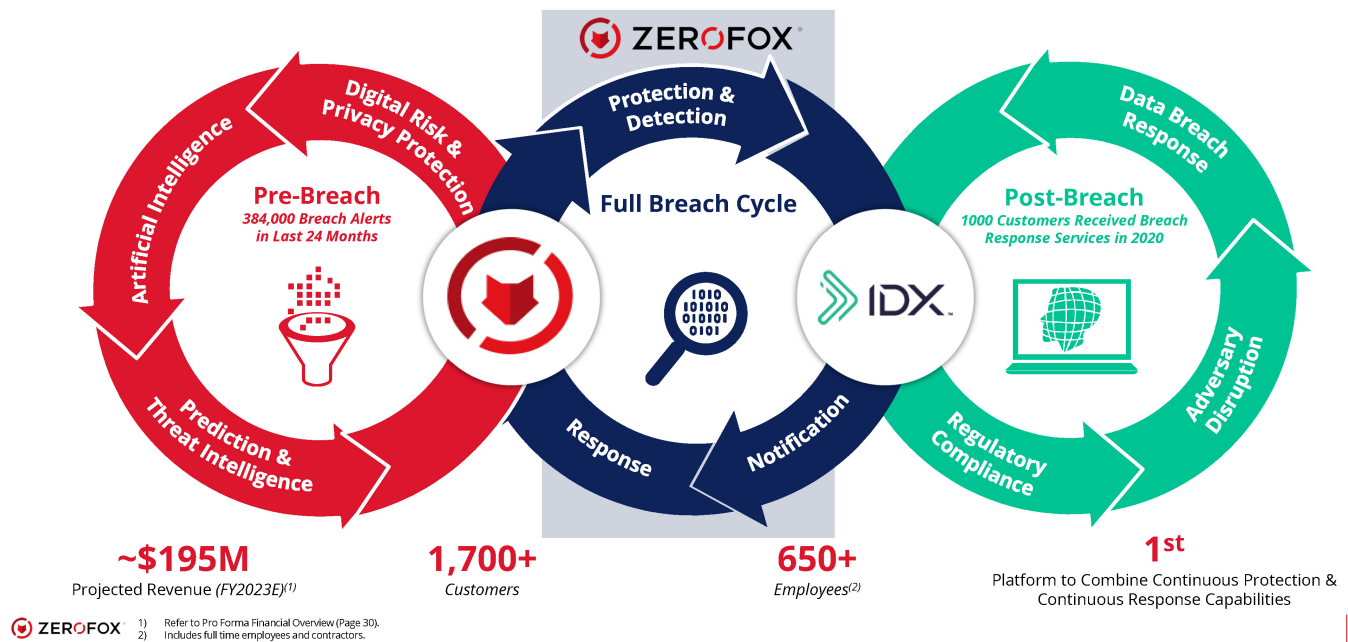 ZEROFOX®
Digital Risk &
Privacy Protection
Artificial Intelligence
Pre-Breach
384,000 Breach Alerts
in Last 24 Months
Prediction &
Threat Intelligence
Protection &
Detection
Full Breach Cycle
1010
101010
010101
0101
Response
Notification
IDX™
Data Breach
Response
Post-Breach
1000 Customers Received Breach
Response Services in 2020
Adversary
Disruption
Regulatory
Compliance
~$195M
Projected Revenue (FY2023E)(1)
1,700+
Customers
650+
Employees(2)
1st
Platform to Combine Continuous Protection &
Continuous Response Capabilities
ZEROFOX®
1) Refer to Pro Forma Financial Overview (Page 30).
2) Includes full time employees and contractors.